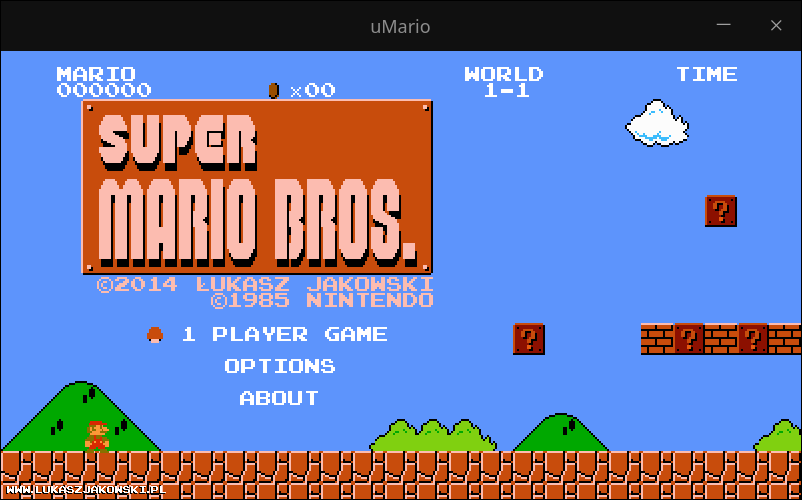 uMario
MARIO WORLD TIME
000000 ×00 1-1
SUPER
MARIO BROS.
©2014 ŁUKASZ JAKOWSKI
©1985 NINTENDO
? 
1 PLAYER GAME
? ? ?
OPTIONS
ABOUT
WWW.LUKASZJAKOWSKI.PL